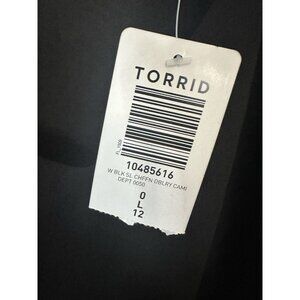 TORRID
10485616
W BLK SL CHFFN DBLRY CAMI
DEPT 0050
0
L
12